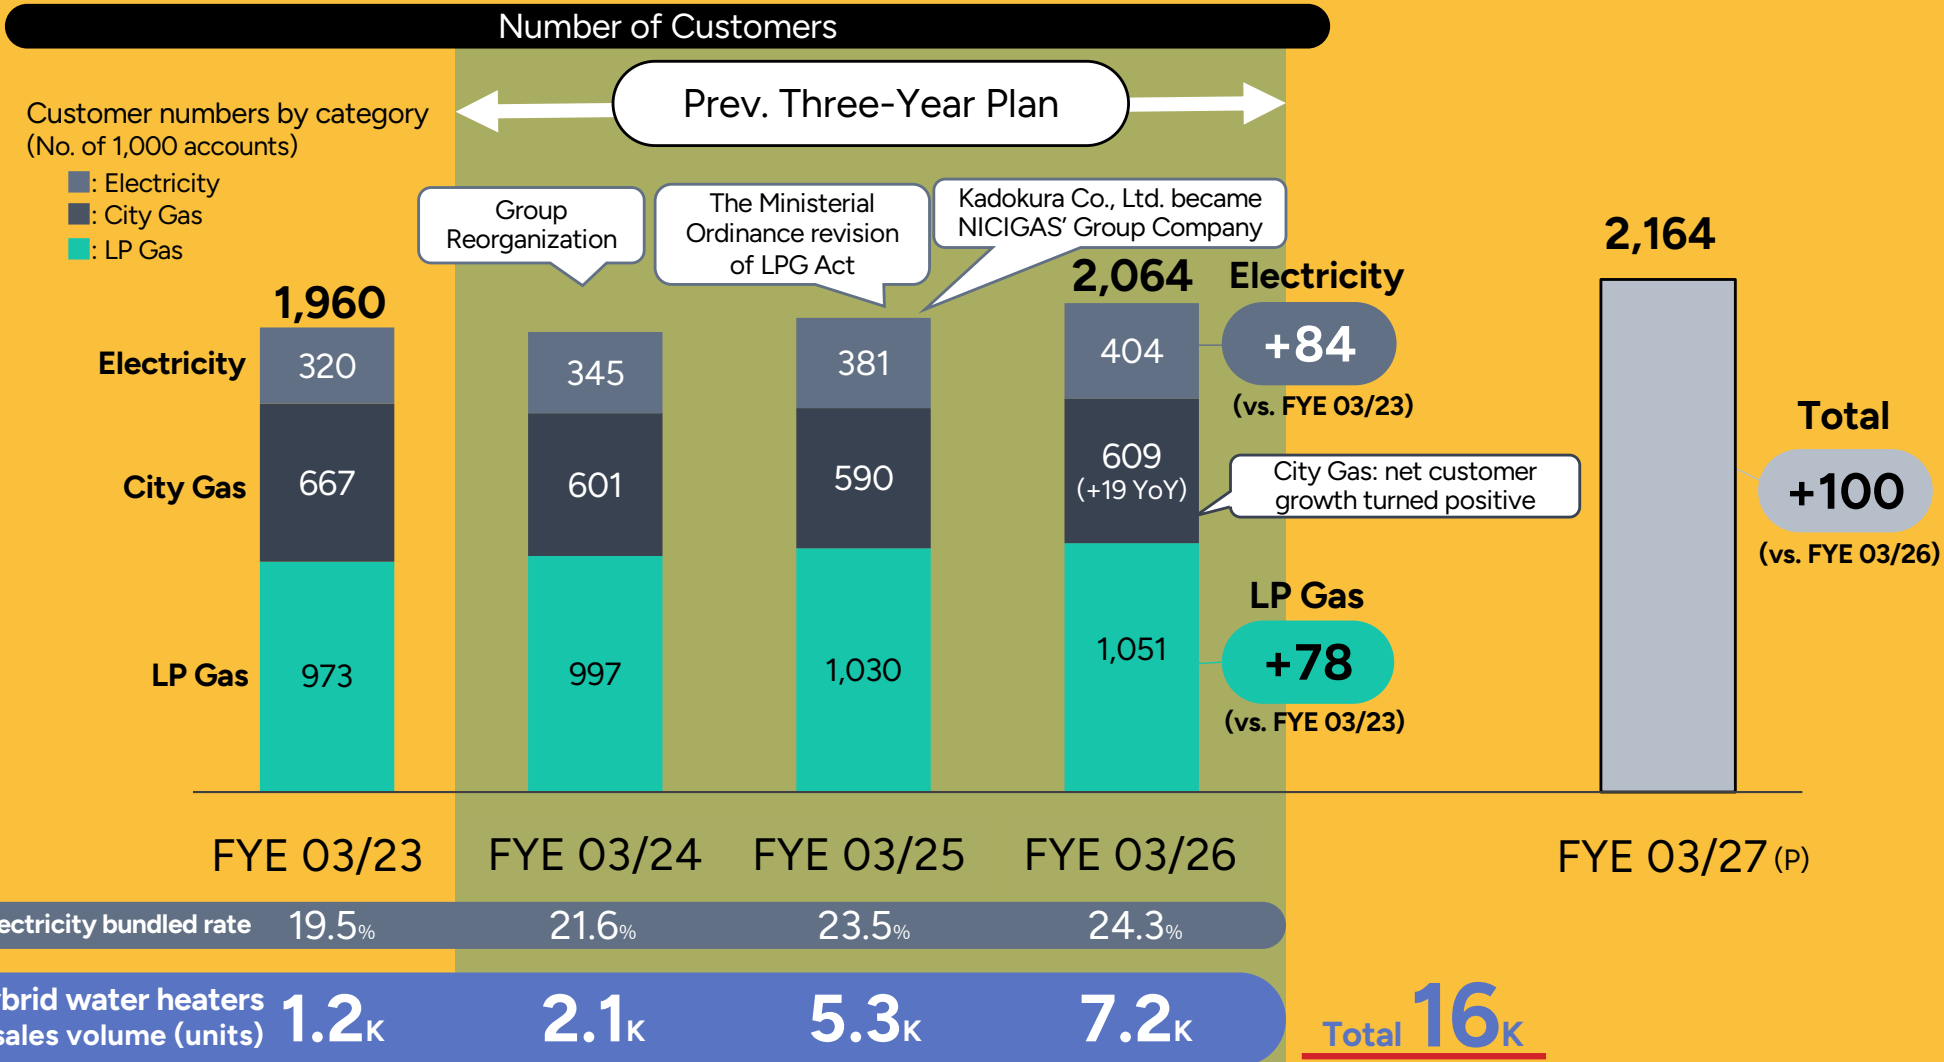 Number of Customers
Prev. Three-Year Plan
Customer numbers by category
(No. of 1,000 accounts)
: Electricity
: City Gas
: LP Gas
Group
Reorganization
The Ministerial
Ordinance revision
of LPG Act
Kadokura Co., Ltd. became
NICIGAS' Group Company
1,960
2,064
2,164
Electricity
320
345
381
404
Electricity
+84
(vs. FYE 03/23)
City Gas
667
601
590
609
(+19 YoY)
City Gas: net customer
growth turned positive
Total
+100
(vs. FYE 03/26)
LP Gas
973
997
1,030
1,051
LP Gas
+78
(vs. FYE 03/23)
FYE 03/23
FYE 03/24
FYE 03/25
FYE 03/26
FYE 03/27 (P)
ectricity bundled rate 19.5% 21.6% 23.5% 24.3%
brid water heaters
sales volume (units) 1.2K 2.1K 5.3K 7.2K
Total 16K